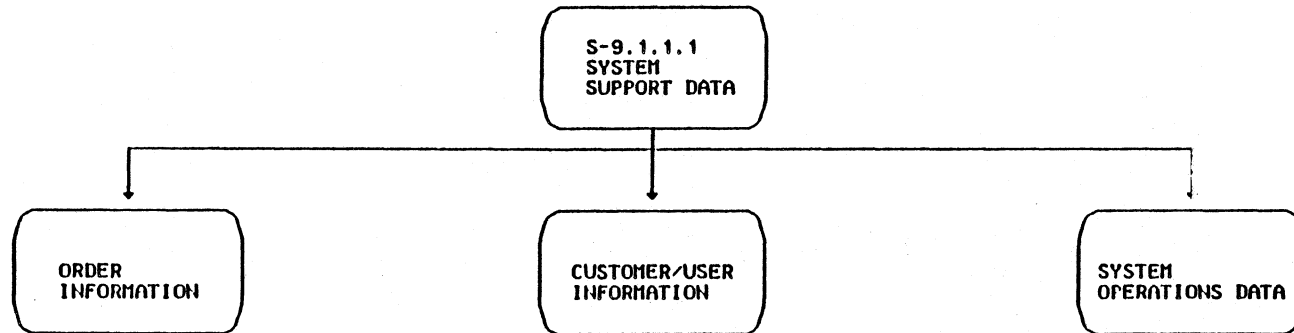 S-9.1.1.1
SYSTEM
SUPPORT DATA
ORDER
INFORMATION
CUSTOMER/USER
INFORMATION
SYSTEM
OPERATIONS DATA